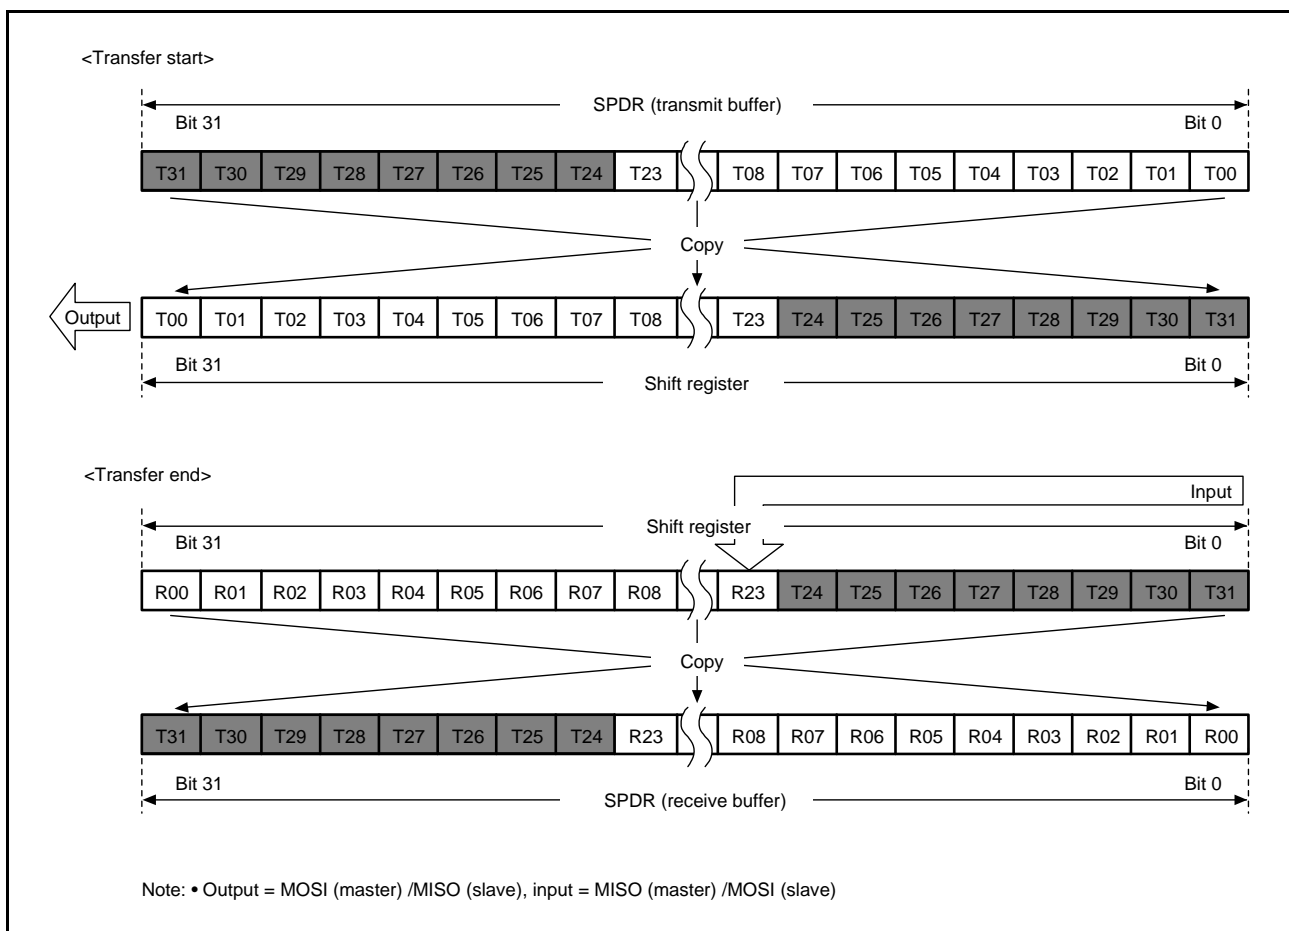 <Transfer start>
SPDR (transmit buffer)
Bit 31 Bit 0
T31 T30 T29 T28 T27 T26 T25 T24 T23 T08 T07 T06 T05 T04 T03 T02 T01 T00
Copy
Output T00 T01 T02 T03 T04 T05 T06 T07 T08 T23 T24 T25 T26 T27 T28 T29 T30 T31
Bit 31 Bit 0
Shift register
<Transfer end>
Input
Shift register
Bit 31 Bit 0
R00 R01 R02 R03 R04 R05 R06 R07 R08 R23 T24 T25 T26 T27 T28 T29 T30 T31
Copy
T31 T30 T29 T28 T27 T26 T25 T24 R23 R08 R07 R06 R05 R04 R03 R02 R01 R00
Bit 31 Bit 0
SPDR (receive buffer)
Note: • Output = MOSI (master) /MISO (slave), input = MISO (master) /MOSI (slave)